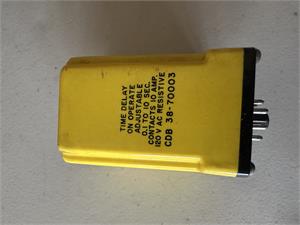 TIME DELAY
ON OPERATE
ADJUSTABLE
0.1 TO 10 SEC.
CONTACTS 10 AMP.
120 V AC RESISTIVE
CDB 38-70003